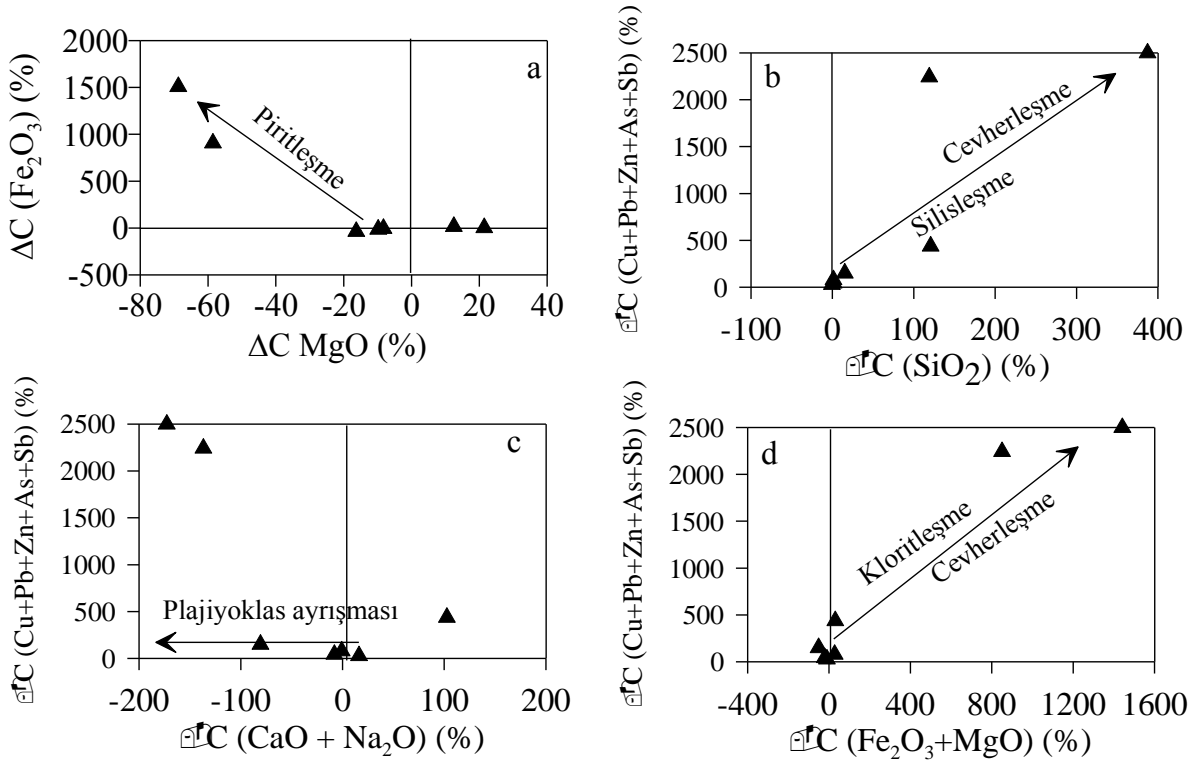 a
2000
1500
1000
500
0
-500
ΔC (Fe2O3) (%)
Piritleşme
-80 -60 -40 -20 0 20 40
ΔC MgO (%)
b
2500
2000
1500
1000
500
0
C (Cu+Pb+Zn+As+Sb) (%)
Cevherleşme
Silisleşme
-100 0 100 200 300 400
C (SiO2) (%)
c
2500
2000
1500
1000
500
0
C (Cu+Pb+Zn+As+Sb) (%)
Plajiyoklas ayrışması
-200 -100 0 100 200
C (CaO + Na2O) (%)
d
2500
2000
1500
1000
500
0
C (Cu+Pb+Zn+As+Sb) (%)
Kloritleşme
Cevherleşme
-400 0 400 800 1200 1600
C (Fe2O3+MgO) (%)